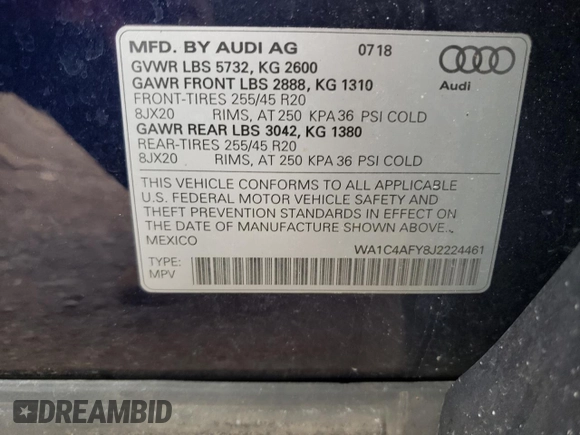 MFD. BY AUDI AG 0718
GVWR LBS 5732, KG 2600
GAWR FRONT LBS 2888, KG 1310
FRONT-TIRES 255/45 R20
8JX20 RIMS, AT 250 KPA 36 PSI COLD
GAWR REAR LBS 3042, KG 1380
REAR-TIRES 255/45 R20
8JX20 RIMS, AT 250 KPA 36 PSI COLD
Audi
THIS VEHICLE CONFORMS TO ALL APPLICABLE
U.S. FEDERAL MOTOR VEHICLE SAFETY AND
THEFT PREVENTION STANDARDS IN EFFECT ON
THE DATE OF MANUFACTURE SHOWN ABOVE.
MEXICO WA1C4AFY8J2224461
TYPE:
MPV
DREAMBID